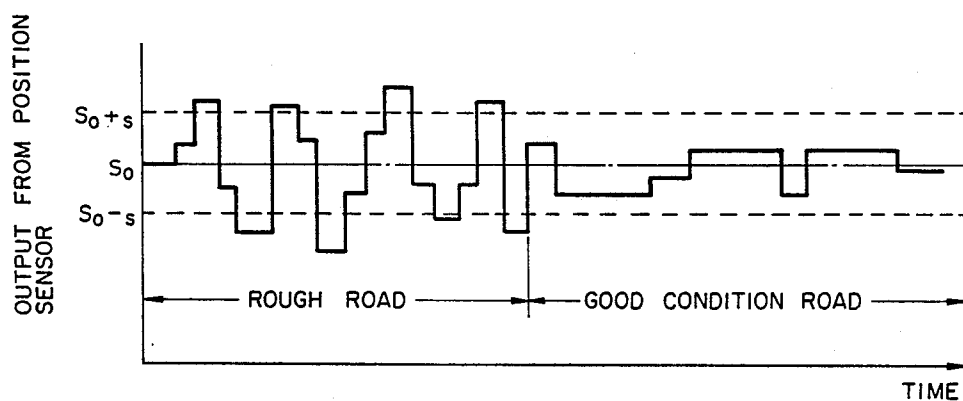 OUTPUT FROM POSITION
SENSOR
S₀+s
S₀
S₀-s
ROUGH ROAD
GOOD CONDITION ROAD
TIME